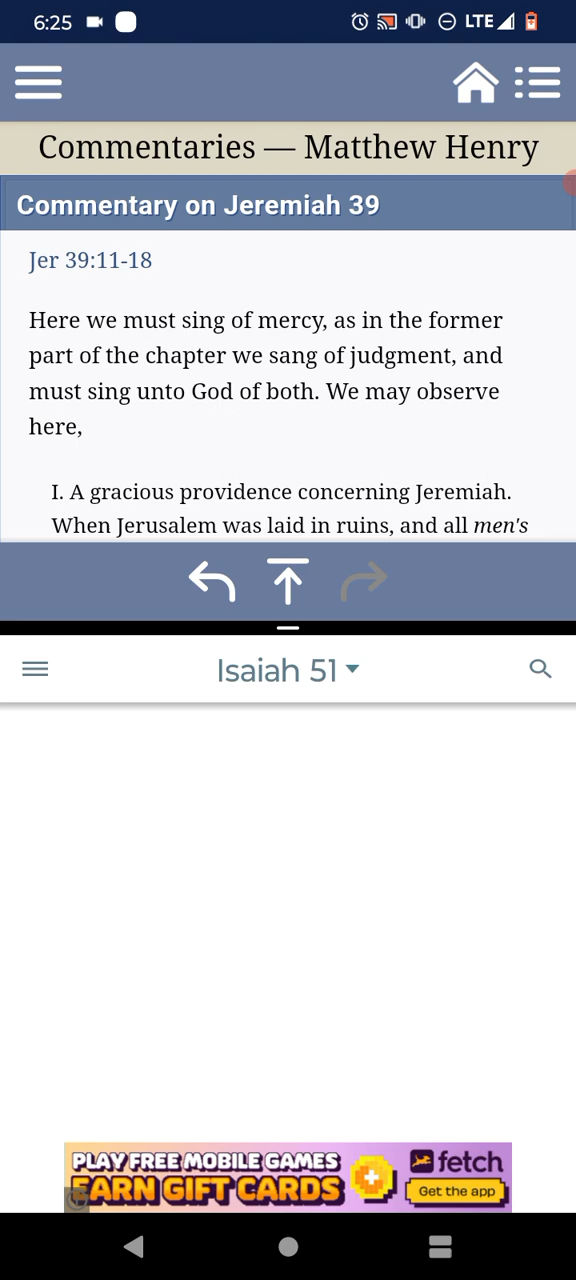 6:25
LTE
Commentaries — Matthew Henry
Commentary on Jeremiah 39
Jer 39:11-18
Here we must sing of mercy, as in the former
part of the chapter we sang of judgment, and
must sing unto God of both. We may observe
here,
I. A gracious providence concerning Jeremiah.
When Jerusalem was laid in ruins, and all men's
Isaiah 51
PLAY FREE MOBILE GAMES
EARN GIFT CARDS
fetch
Get the app